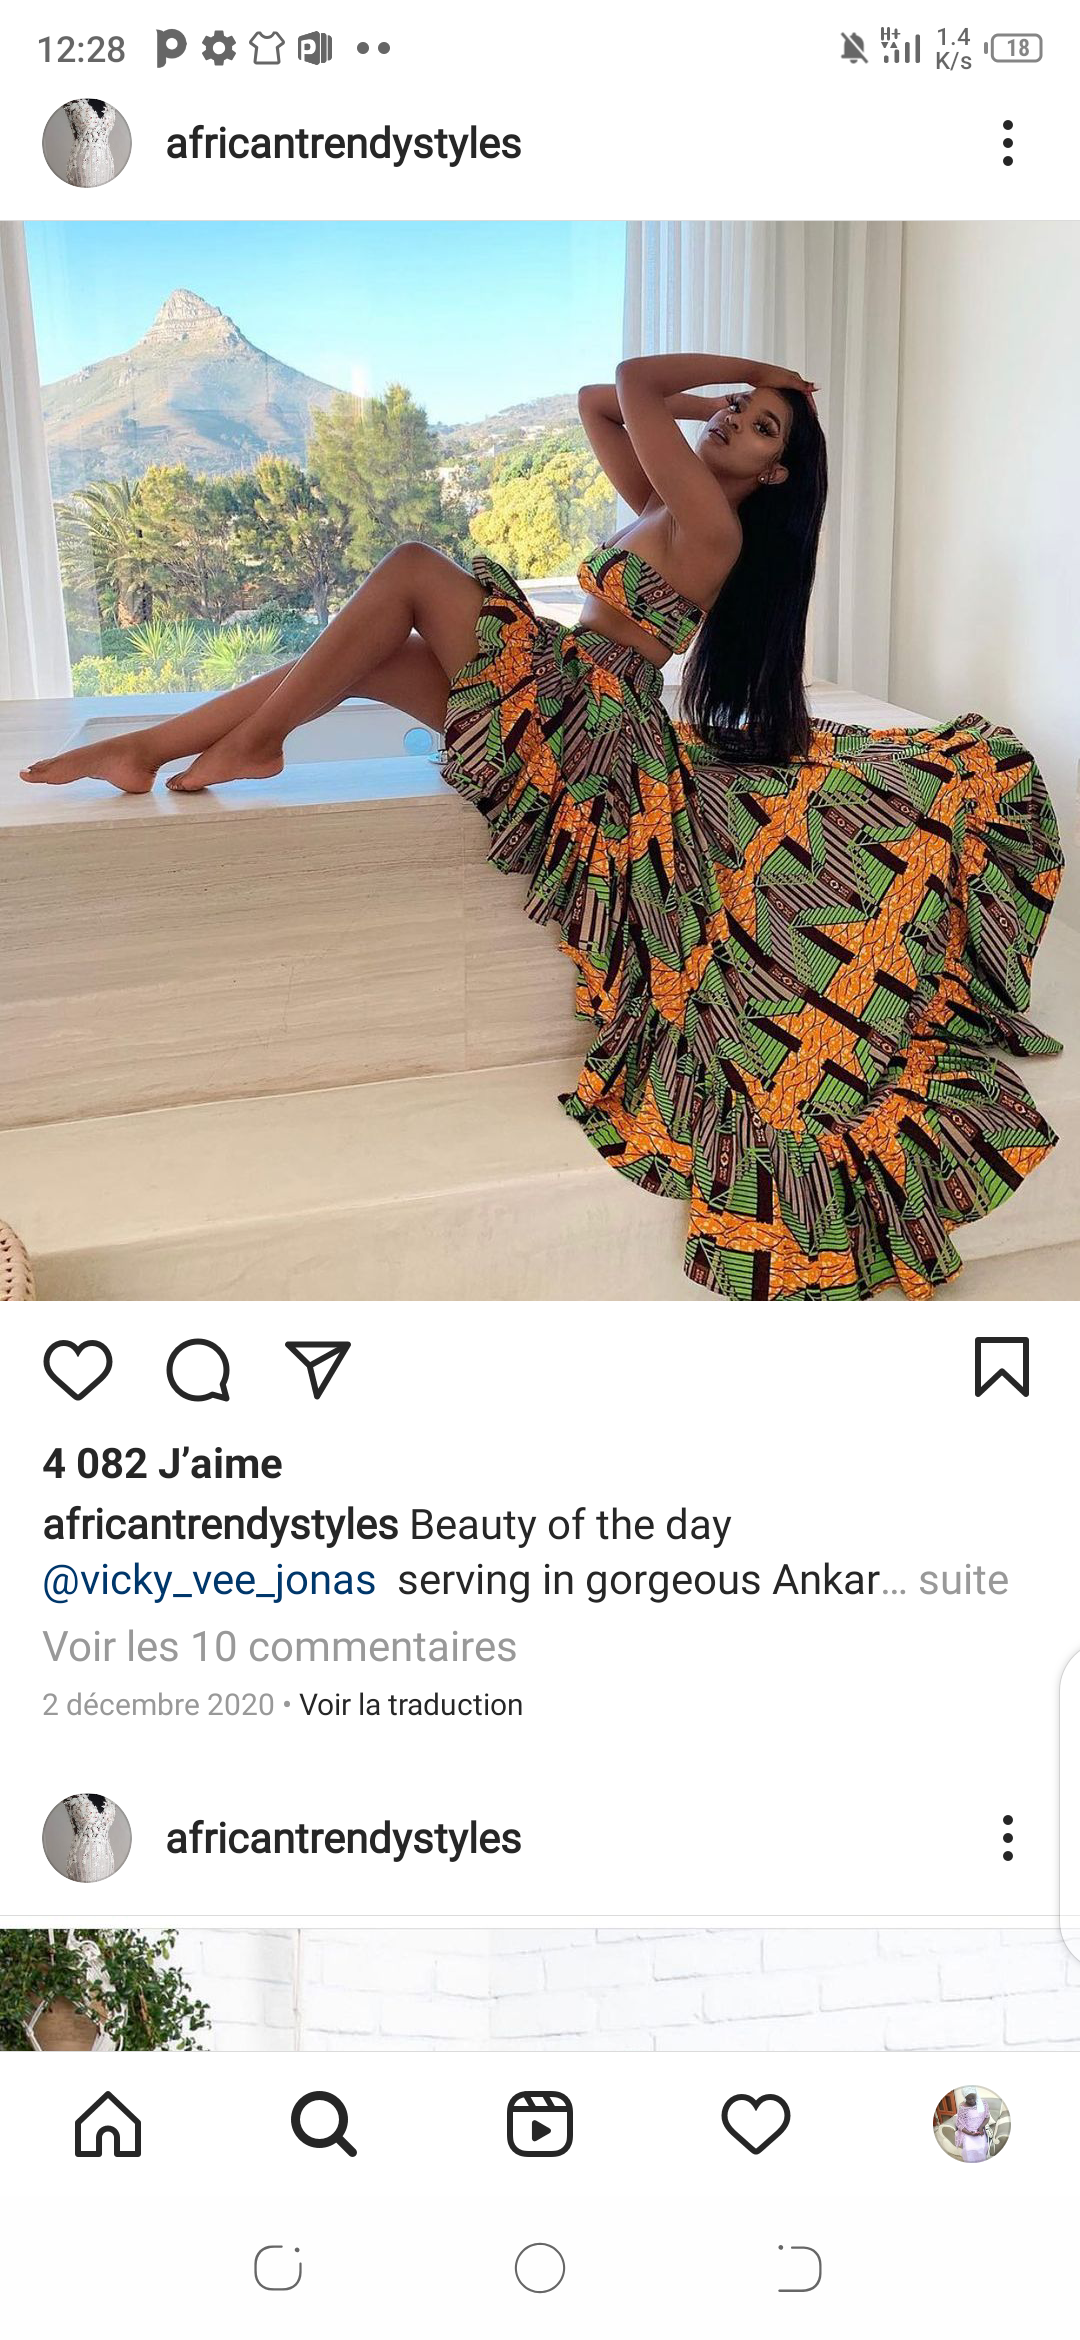 12:28
H+
1.4
K/s
18
africantrendystyles
4 082 J’aime
africantrendystyles Beauty of the day
@vicky_vee_jonas serving in gorgeous Ankar... suite
Voir les 10 commentaires
2 décembre 2020 • Voir la traduction
africantrendystyles